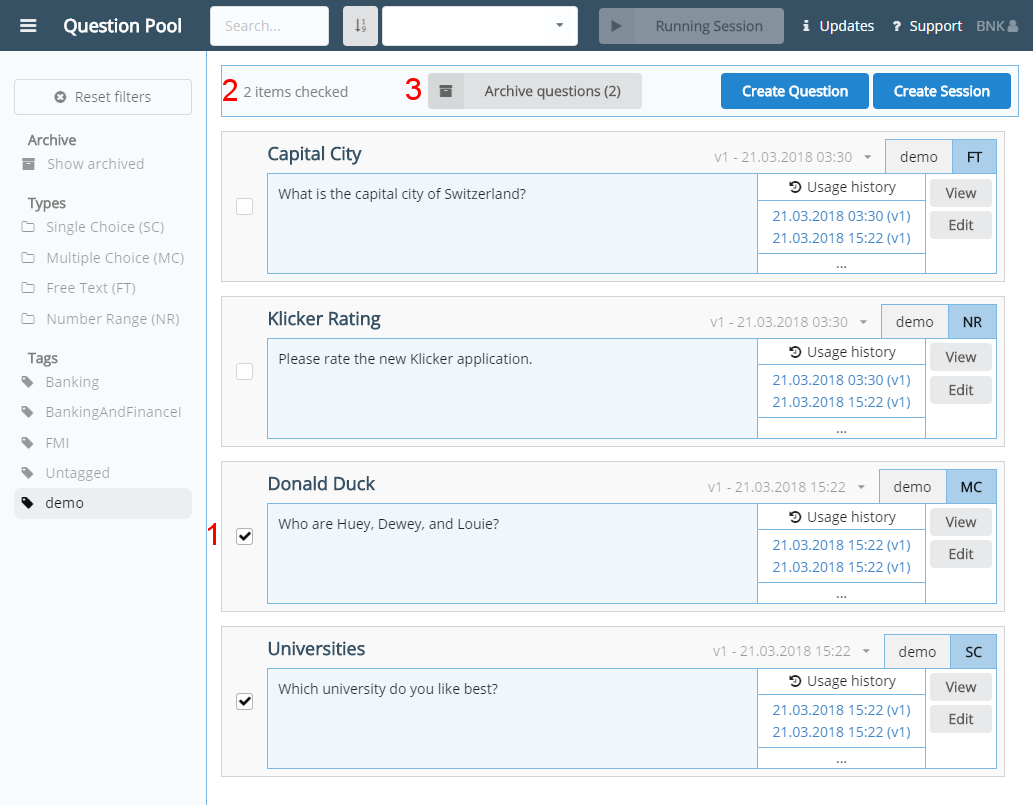 Question Pool
Search...
Running Session
Updates
Support
BNK
Reset filters
Archive
Show archived
Types
Single Choice (SC)
Multiple Choice (MC)
Free Text (FT)
Number Range (NR)
Tags
Banking
BankingAndFinanceI
FMI
Untagged
demo
2 2 items checked
3 Archive questions (2)
Create Question
Create Session
Capital City
v1 - 21.03.2018 03:30
demo
FT
What is the capital city of Switzerland?
Usage history
21.03.2018 03:30 (v1)
21.03.2018 15:22 (v1)
...
View
Edit
Klicker Rating
v1 - 21.03.2018 03:30
demo
NR
Please rate the new Klicker application.
Usage history
21.03.2018 03:30 (v1)
21.03.2018 15:22 (v1)
...
View
Edit
1
Donald Duck
v1 - 21.03.2018 15:22
demo
MC
Who are Huey, Dewey, and Louie?
Usage history
21.03.2018 15:22 (v1)
21.03.2018 15:22 (v1)
...
View
Edit
Universities
v1 - 21.03.2018 15:22
demo
SC
Which university do you like best?
Usage history
21.03.2018 15:22 (v1)
21.03.2018 15:22 (v1)
...
View
Edit